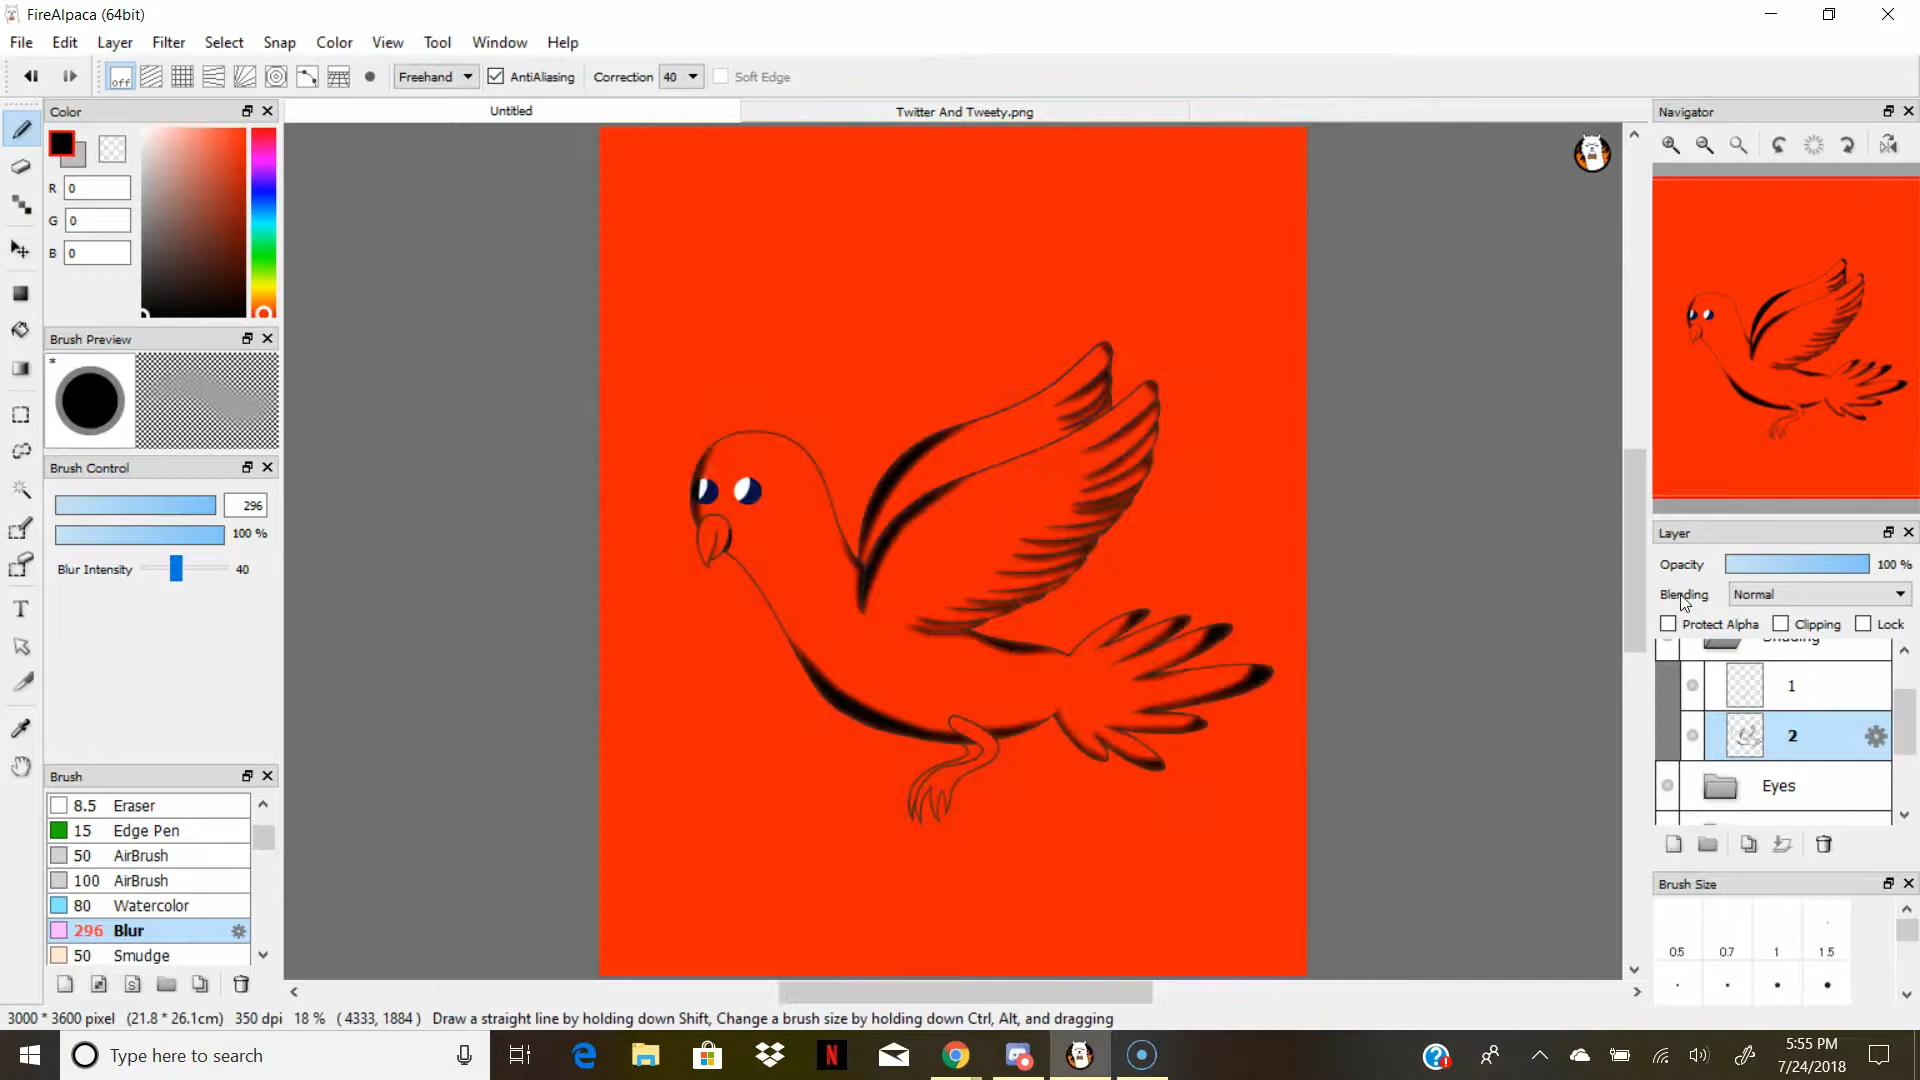 FireAlpaca (64bit)
File Edit Layer Filter Select Snap Color View Tool Window Help
off Freehand AntiAliasing Correction 40 Soft Edge
Color Untitled Twitter And Tweety.png Navigator
R 0
G 0
B 0
Brush Preview
*
Brush Control
296
100 %
Blur Intensity 40
Layer
Opacity 100 %
Blending Normal
Protect Alpha Clipping Lock
Shading
1
2
Eyes
Brush
8.5 Eraser
15 Edge Pen
50 AirBrush
100 AirBrush
80 Watercolor
296 Blur
50 Smudge
Brush Size
0.5 0.7 1 1.5
3000 * 3600 pixel (21.8 * 26.1cm) 350 dpi 18 % ( 4333, 1884 ) Draw a straight line by holding down Shift, Change a brush size by holding down Ctrl, Alt, and dragging
Type here to search
5:55 PM
7/24/2018